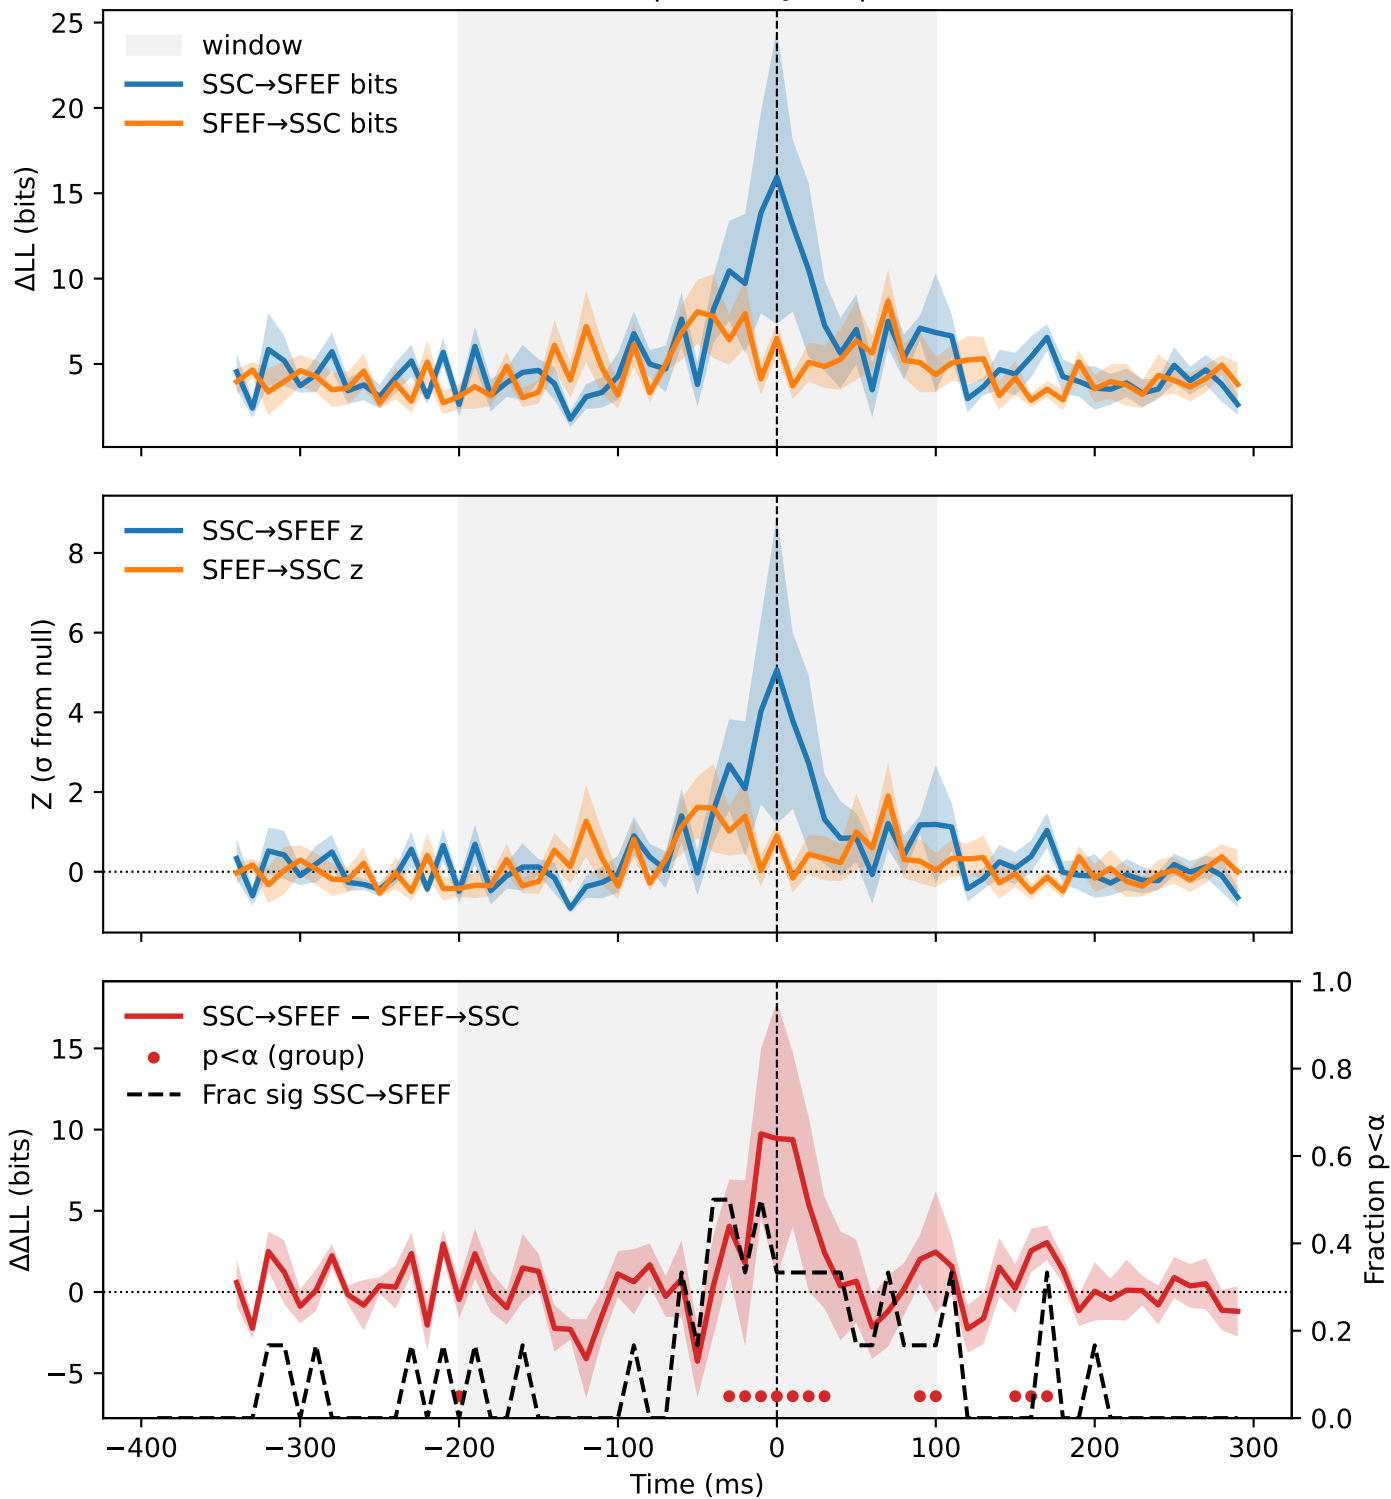 25
20
15
10
5
ΔLL (bits)
window
SSC→SFEF bits
SFEF→SSC bits
8
6
4
2
0
Z (σ from null)
SSC→SFEF z
SFEF→SSC z
15
10
5
0
−5
ΔΔLL (bits)
SSC→SFEF − SFEF→SSC
p<α (group)
Frac sig SSC→SFEF
1.0
0.8
0.6
0.4
0.2
0.0
Fraction p<α
−400 −300 −200 −100 0 100 200 300
Time (ms)